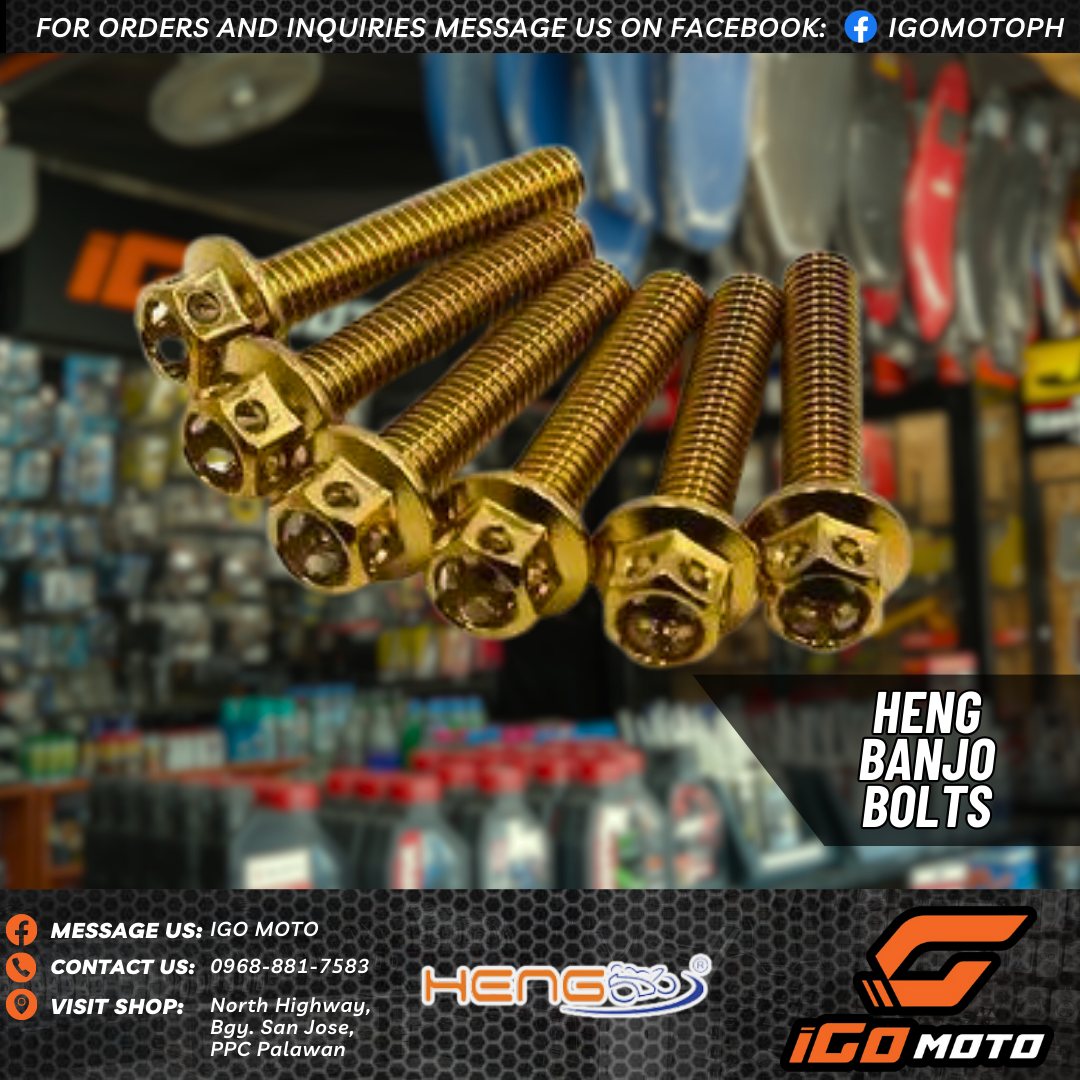 FOR ORDERS AND INQUIRIES MESSAGE US ON FACEBOOK: IGOMOTOPH
iGO
HENG
BANJO
BOLTS
MESSAGE US: IGO MOTO
CONTACT US: 0968-881-7583
VISIT SHOP: North Highway,
Bgy. San Jose,
PPC Palawan
HENG®
iGO MOTO